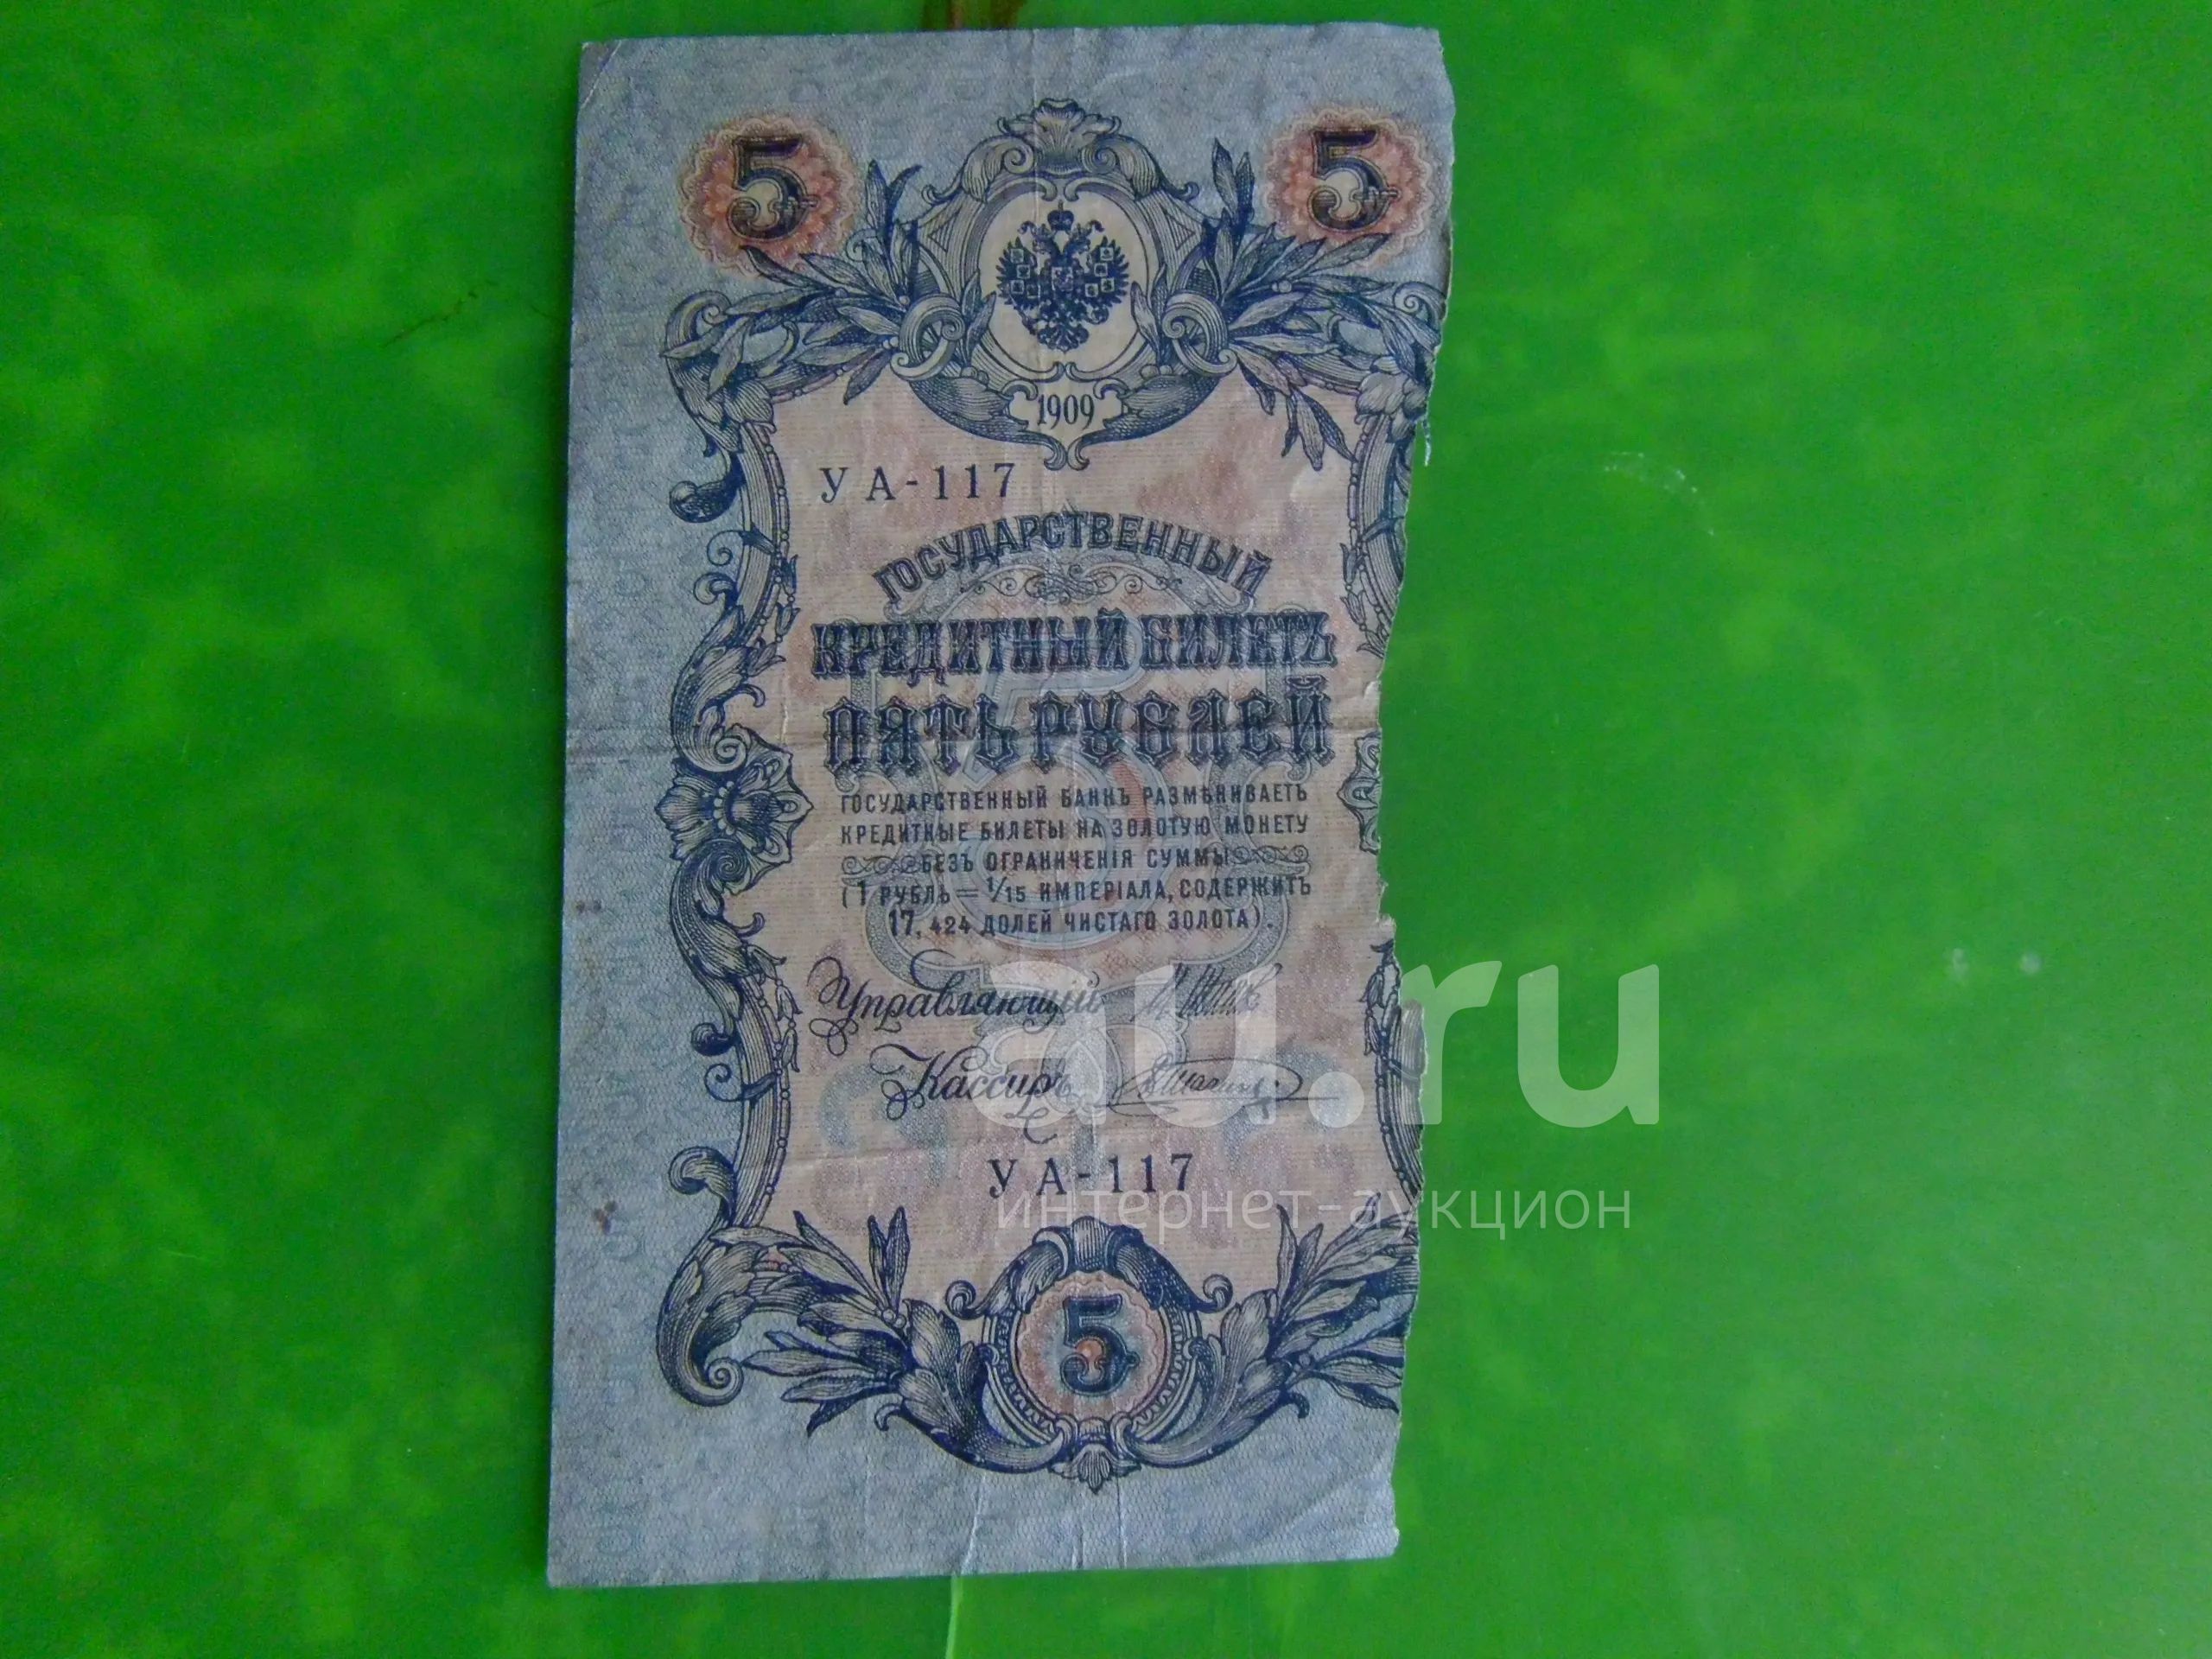 5 5
1909
УА-117
ГОСУДАРСТВЕННЫЙ
КРЕДИТНЫЙ БИЛЕТЪ
ПЯТЬ РУБЛЕЙ
ГОСУДАРСТВЕННЫЙ БАНКЪ РАЗМѢНИВАЕТЪ
КРЕДИТНЫЕ БИЛЕТЫ НА ЗОЛОТУЮ МОНЕТУ
БЕЗЪ ОГРАНИЧЕНІЯ СУММЫ
(1 РУБЛЬ = 1/15 ИМПЕРІАЛА, СОДЕРЖИТЪ
17,424 ДОЛЕЙ ЧИСТАГО ЗОЛОТА).
Управляющій
Кассиръ
УА-117
5
au.ru
интернет-аукцион